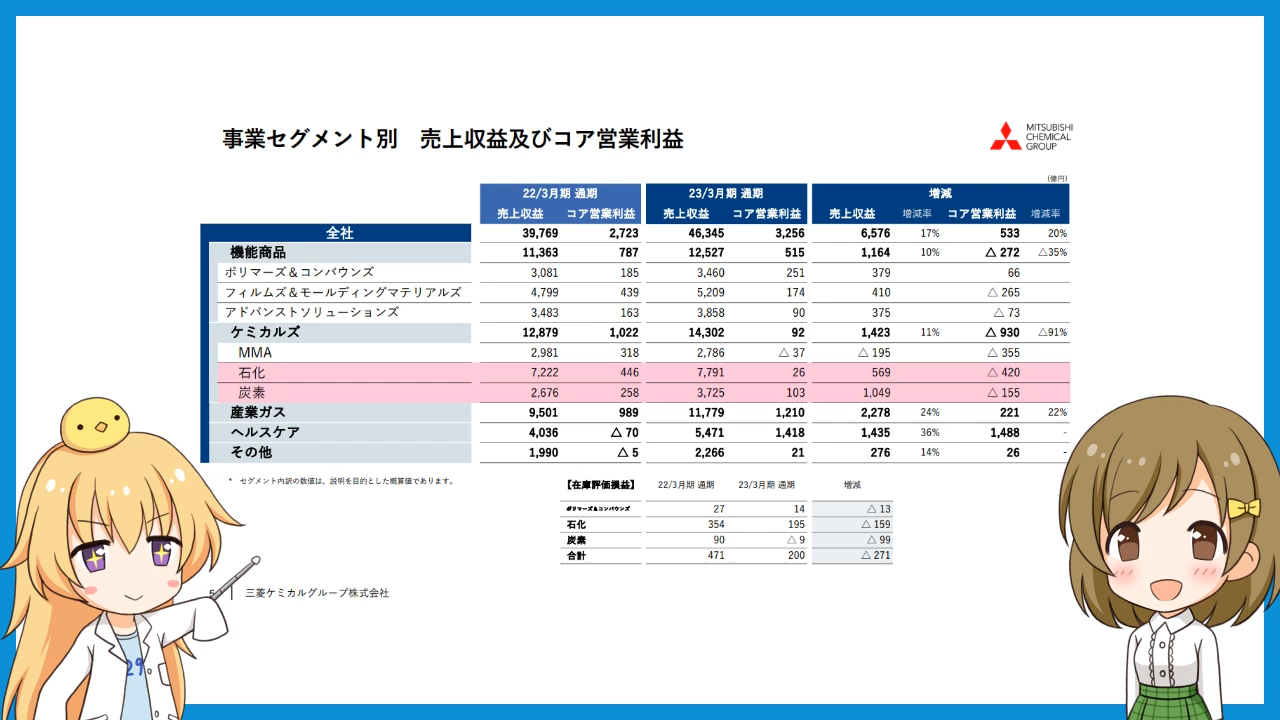 事業セグメント別 売上収益及びコア営業利益
MITSUBISHI
CHEMICAL
GROUP
(億円)
22/3月期 通期 23/3月期 通期 増減
売上収益 コア営業利益 売上収益 コア営業利益 売上収益 増減率 コア営業利益 増減率
全社 39,769 2,723 46,345 3,256 6,576 17% 533 20%
機能商品 11,363 787 12,527 515 1,164 10% △ 272 △35%
ポリマーズ&コンパウンズ 3,081 185 3,460 251 379 66
フィルムズ&モールディングマテリアルズ 4,799 439 5,209 174 410 △ 265
アドバンストソリューションズ 3,483 163 3,858 90 375 △ 73
ケミカルズ 12,879 1,022 14,302 92 1,423 11% △ 930 △91%
MMA 2,981 318 2,786 △ 37 △ 195 △ 355
石化 7,222 446 7,791 26 569 △ 420
炭素 2,676 258 3,725 103 1,049 △ 155
産業ガス 9,501 989 11,779 1,210 2,278 24% 221 22%
ヘルスケア 4,036 △ 70 5,471 1,418 1,435 36% 1,488 -
その他 1,990 △ 5 2,266 21 276 14% 26 -
* セグメント内訳の数値は、説明を目的とした概算値であります。
【在庫評価損益】 22/3月期 通期 23/3月期 通期 増減
ポリマーズ&コンパウンズ 27 14 △ 13
石化 354 195 △ 159
炭素 90 △ 9 △ 99
合計 471 200 △ 271
5 三菱ケミカルグループ株式会社
29